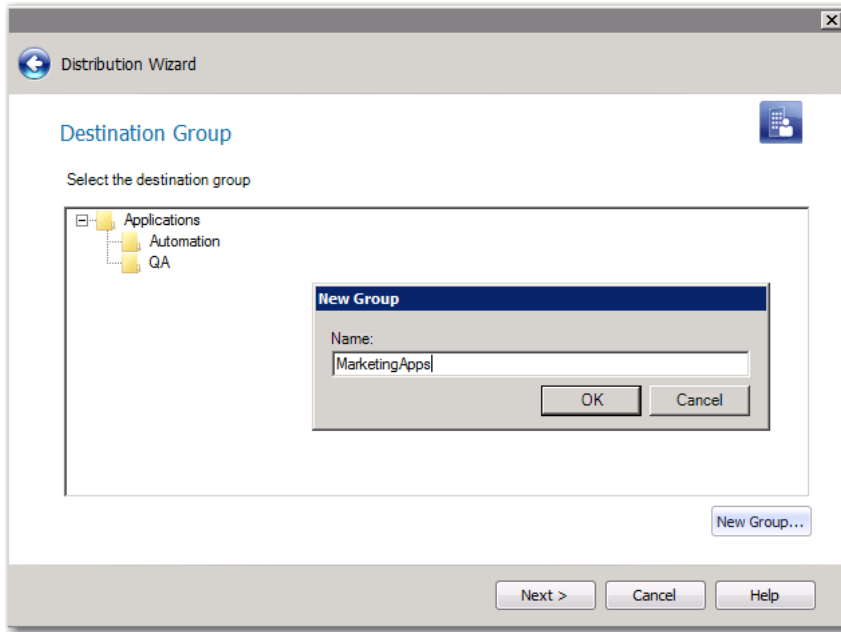 Distribution Wizard
Destination Group
Select the destination group
Applications
Automation
QA
New Group
Name:
MarketingApps
OK Cancel
New Group...
Next > Cancel Help